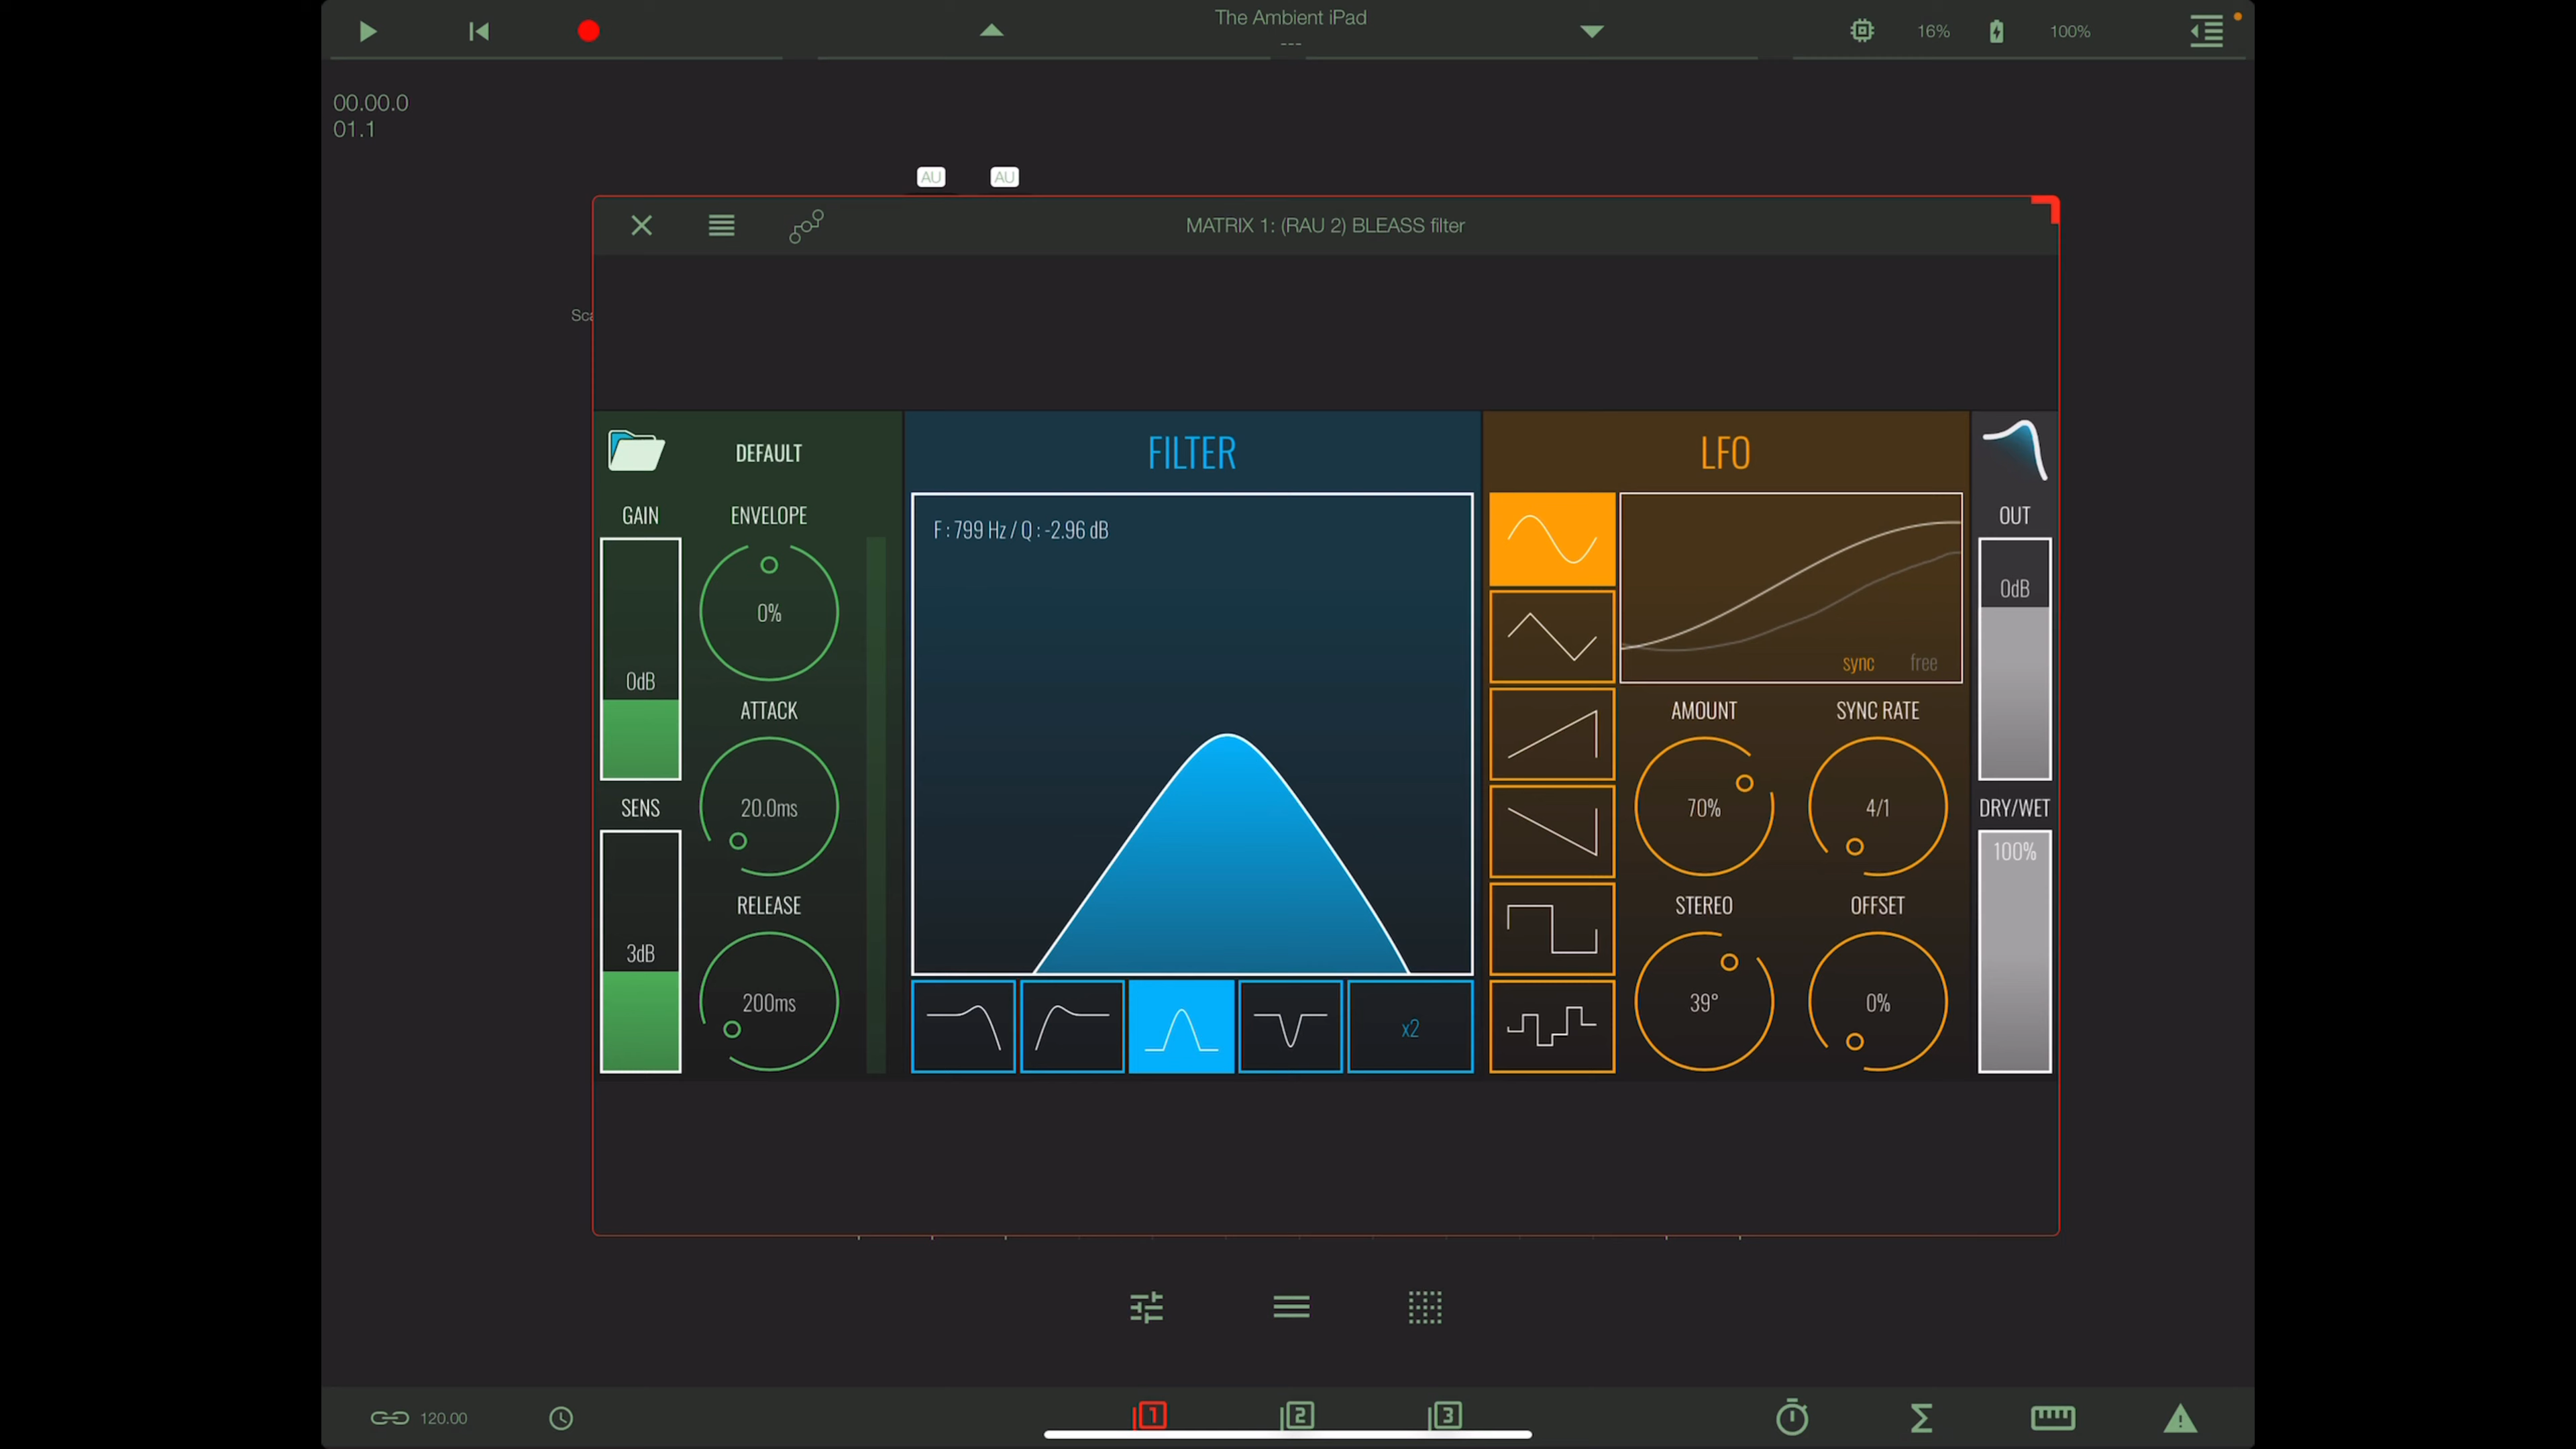 The Ambient iPad
---
16%
100%
00.00.0
01.1
AU AU
MATRIX 1: (RAU 2) BLEASS filter
Sca
DEFAULT
GAIN
ENVELOPE
0dB
0%
ATTACK
SENS
20.0ms
RELEASE
3dB
200ms
FILTER
F : 799 Hz / Q : -2.96 dB
x2
LFO
sync free
AMOUNT
SYNC RATE
70%
4/1
STEREO
OFFSET
39°
0%
OUT
0dB
DRY/WET
100%
120.00
1
2
3